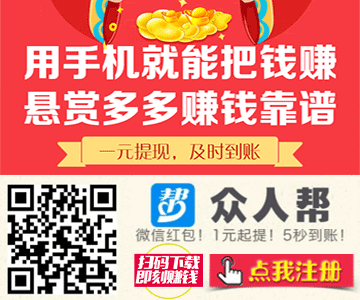 用手机就能把钱赚
悬赏多多赚钱靠谱
一元提现，及时到账
帮
众人帮
微信红包！1元起提！5秒到账！
扫码下载
即刻赚钱
点我注册